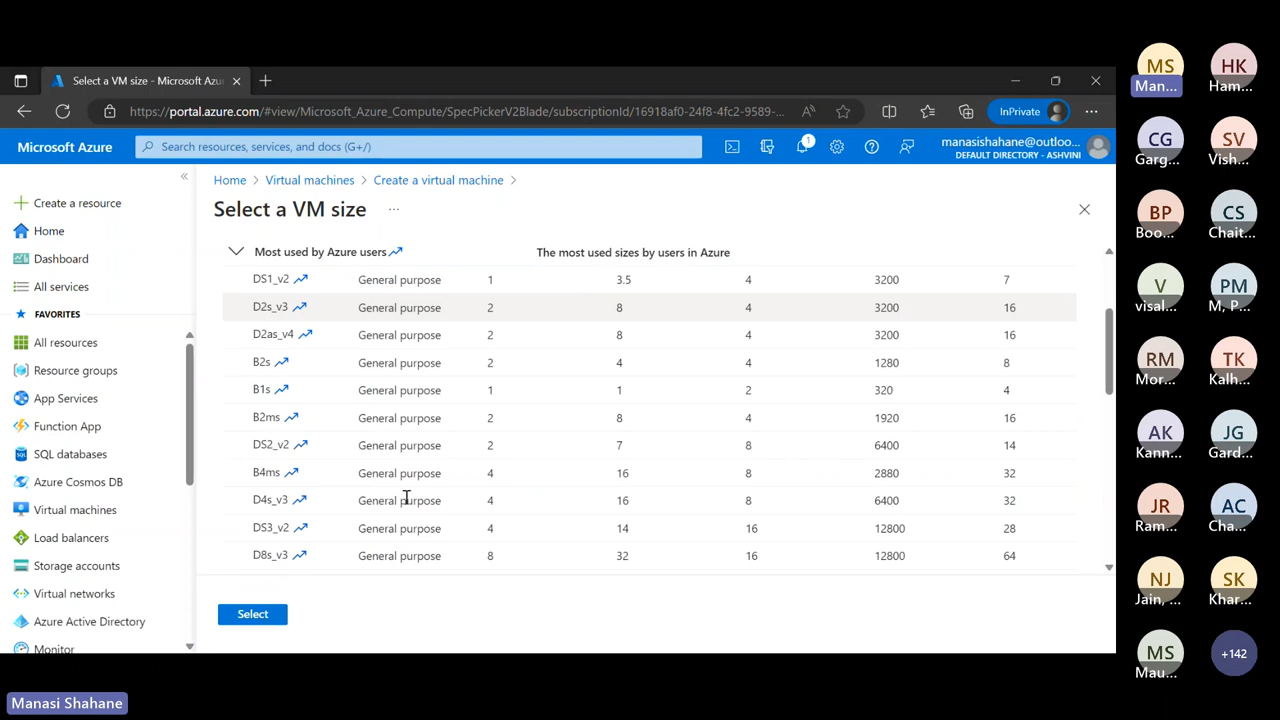 Select a VM size - Microsoft Azu
https://portal.azure.com/#view/Microsoft_Azure_Compute/SpecPickerV2Blade/subscriptionId/16918af0-24f8-4fc2-9589-...
InPrivate
Microsoft Azure
Search resources, services, and docs (G+/)
1
manasishahane@outloo...
DEFAULT DIRECTORY - ASHVINI
Create a resource
Home
Dashboard
All services
FAVORITES
All resources
Resource groups
App Services
Function App
SQL databases
Azure Cosmos DB
Virtual machines
Load balancers
Storage accounts
Virtual networks
Azure Active Directory
Monitor
Home > Virtual machines > Create a virtual machine >
Select a VM size ...
Most used by Azure users The most used sizes by users in Azure
DS1_v2 General purpose 1 3.5 4 3200 7
D2s_v3 General purpose 2 8 4 3200 16
D2as_v4 General purpose 2 8 4 3200 16
B2s General purpose 2 4 4 1280 8
B1s General purpose 1 1 2 320 4
B2ms General purpose 2 8 4 1920 16
DS2_v2 General purpose 2 7 8 6400 14
B4ms General purpose 4 16 8 2880 32
D4s_v3 General purpose 4 16 8 6400 32
DS3_v2 General purpose 4 14 16 12800 28
D8s_v3 General purpose 8 32 16 12800 64
Select
MS HK
Man... Ham...
CG SV
Garg... Vish...
BP CS
Boo... Chait...
V PM
visal... M, P...
RM TK
Mor... Kalh...
AK JG
Kann... Gard...
JR AC
Ram... Cha...
NJ SK
Jain, ... Khar...
MS +142
Mau...
Manasi Shahane